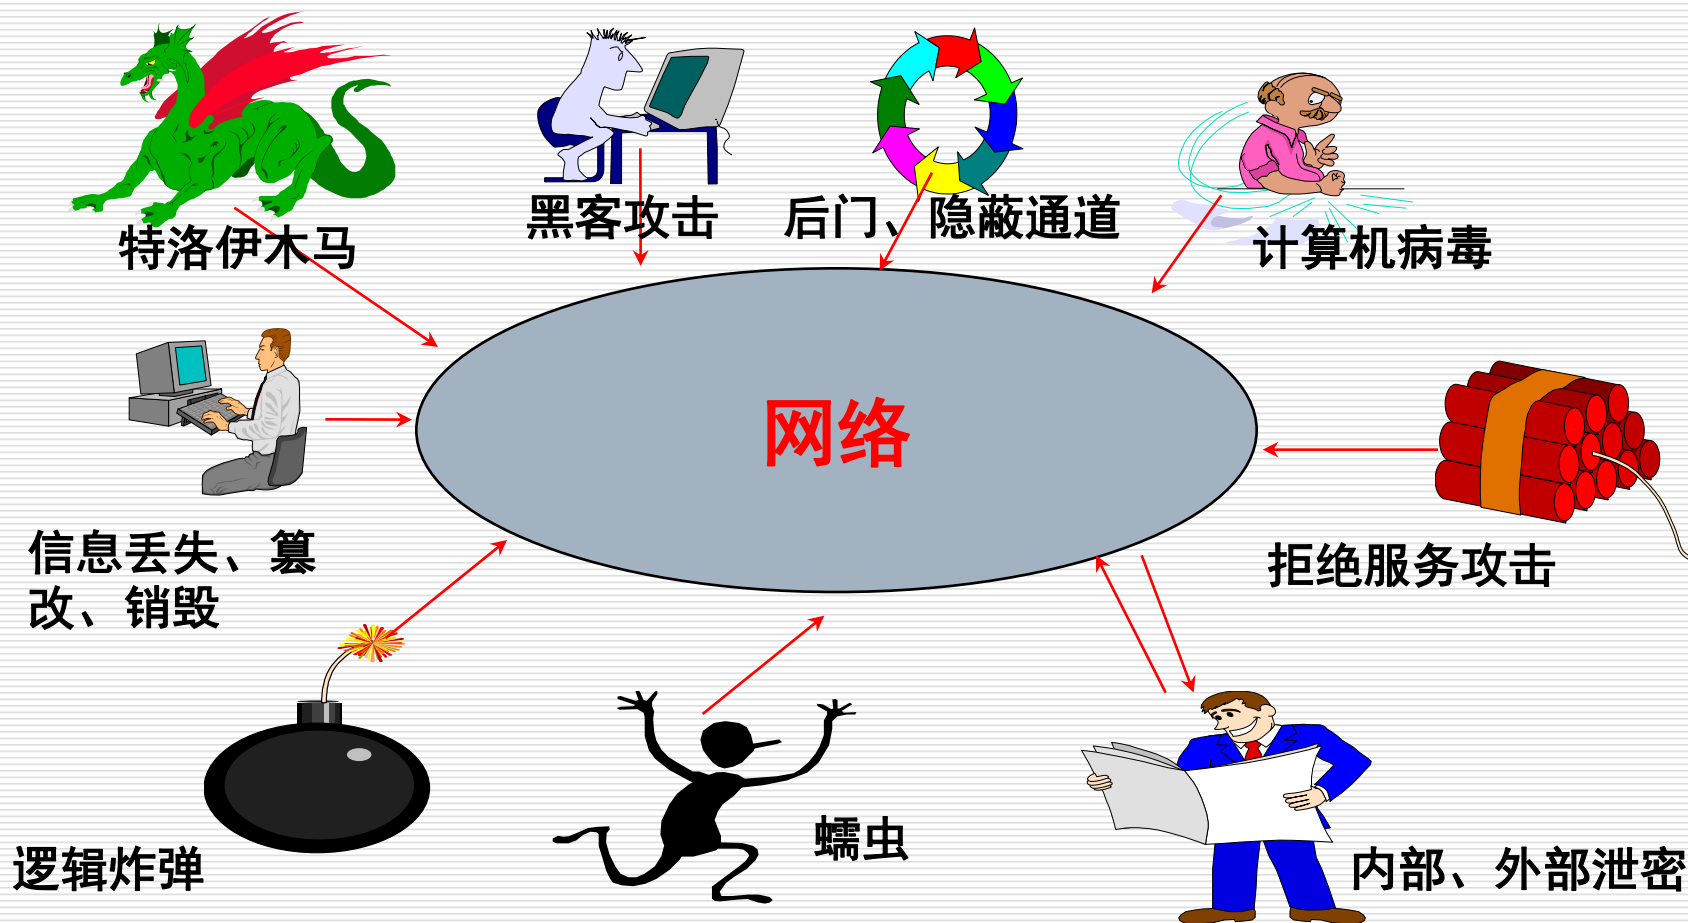 黑客攻击
后门、隐蔽通道
特洛伊木马
计算机病毒
网络
信息丢失、篡
改、销毁
拒绝服务攻击
逻辑炸弹
蠕虫
内部、外部泄密